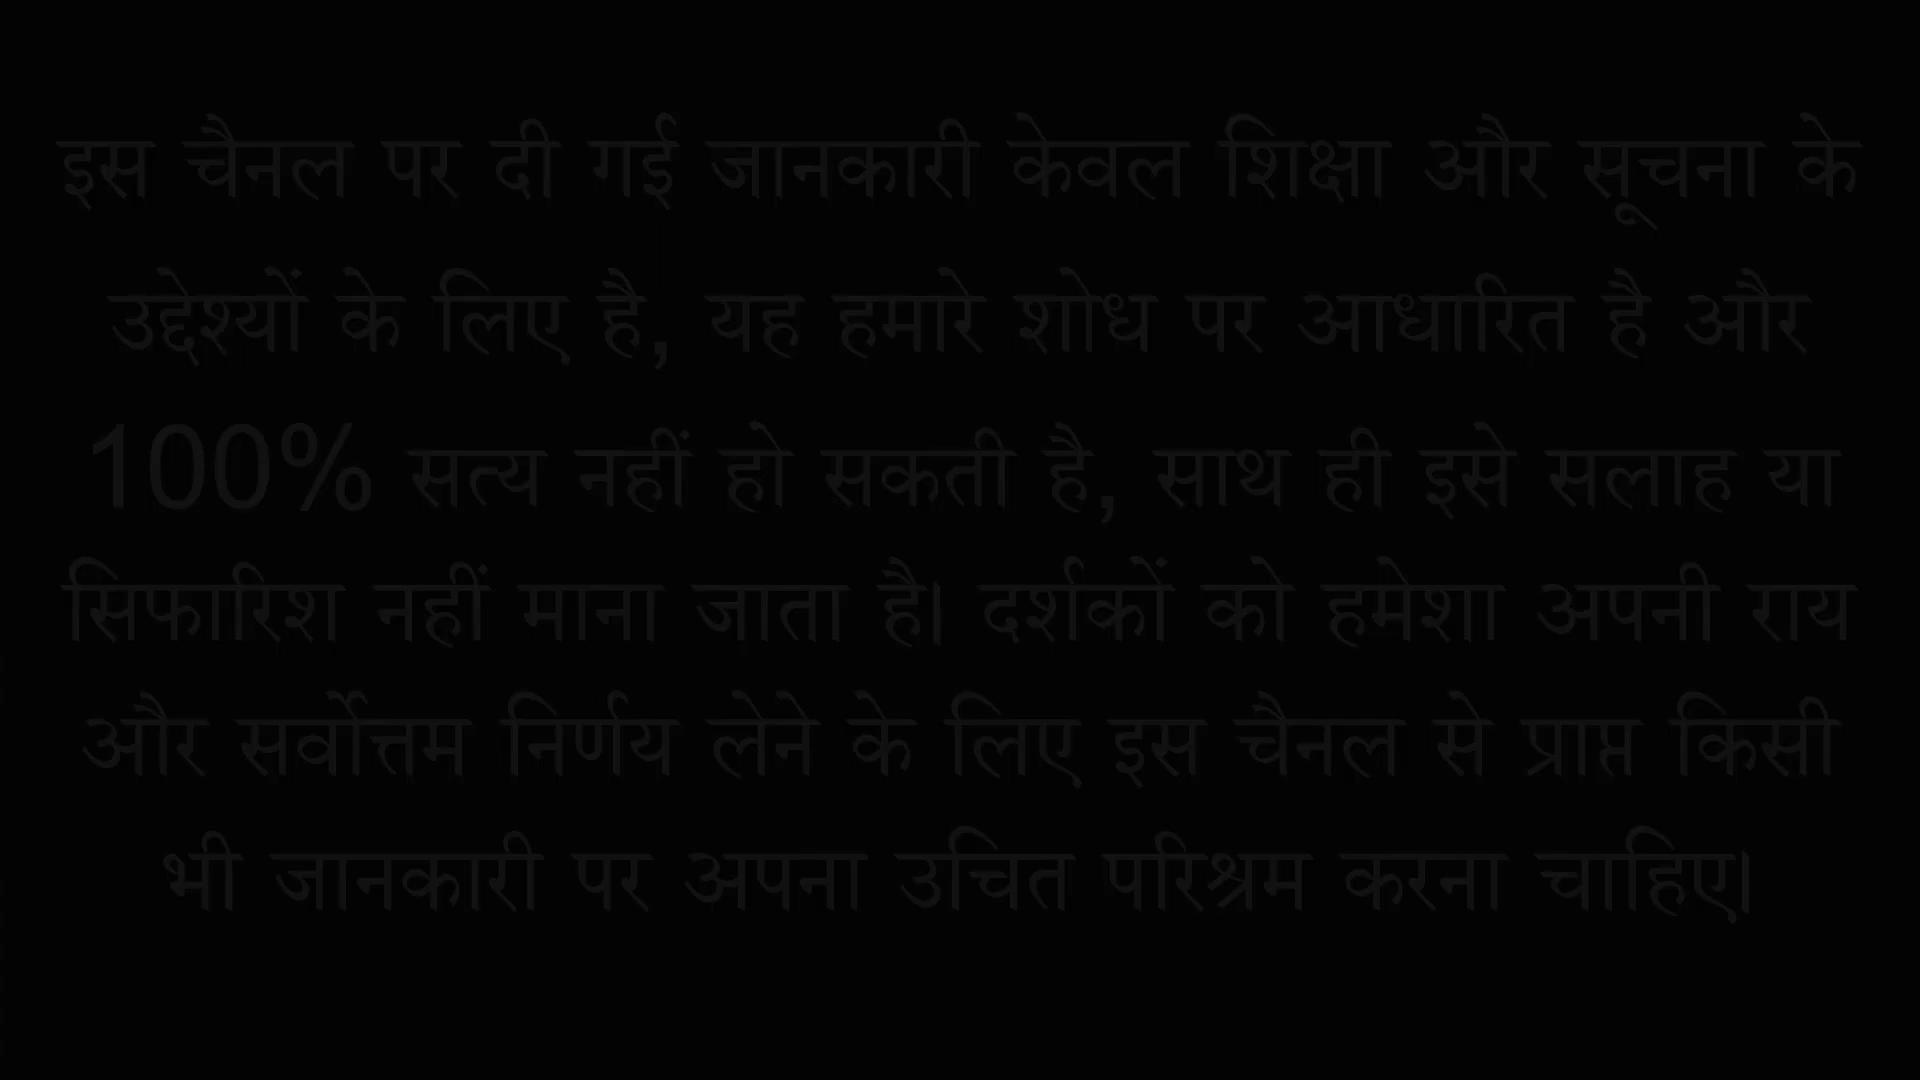 इस चैनल पर दी गई जानकारी केवल शिक्षा और सूचना के
उद्देश्यों के लिए है, यह हमारे शोध पर आधारित है और
100% सत्य नहीं हो सकती है, साथ ही इसे सलाह या
सिफारिश नहीं माना जाता है। दर्शकों को हमेशा अपनी राय
और सर्वोत्तम निर्णय लेने के लिए इस चैनल से प्राप्त किसी
भी जानकारी पर अपना उचित परिश्रम करना चाहिए।